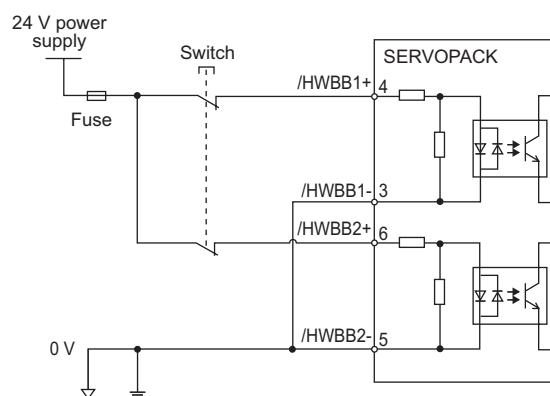 24 V power
supply
Switch
SERVOPACK
/HWBB1+
4
Fuse
/HWBB1-
3
/HWBB2+
6
/HWBB2-
5
0 V